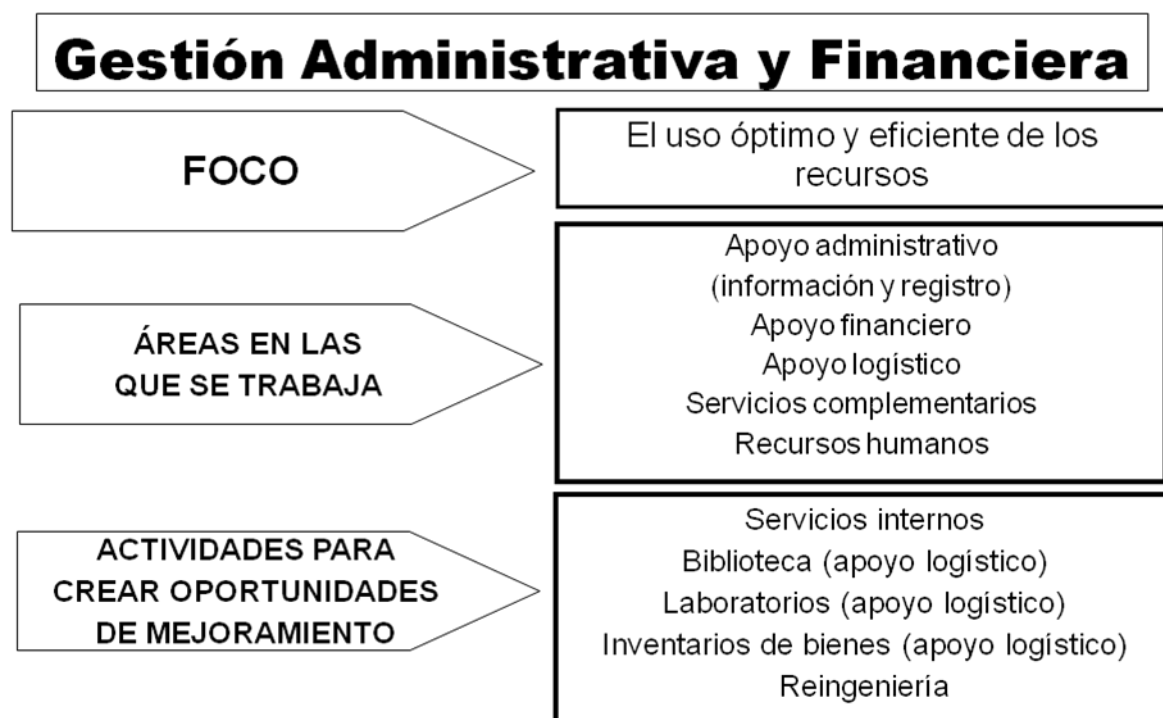 Gestión Administrativa y Financiera
FOCO
El uso óptimo y eficiente de los
recursos
ÁREAS EN LAS
QUE SE TRABAJA
Apoyo administrativo
(información y registro)
Apoyo financiero
Apoyo logístico
Servicios complementarios
Recursos humanos
ACTIVIDADES PARA
CREAR OPORTUNIDADES
DE MEJORAMIENTO
Servicios internos
Biblioteca (apoyo logístico)
Laboratorios (apoyo logístico)
Inventarios de bienes (apoyo logístico)
Reingeniería